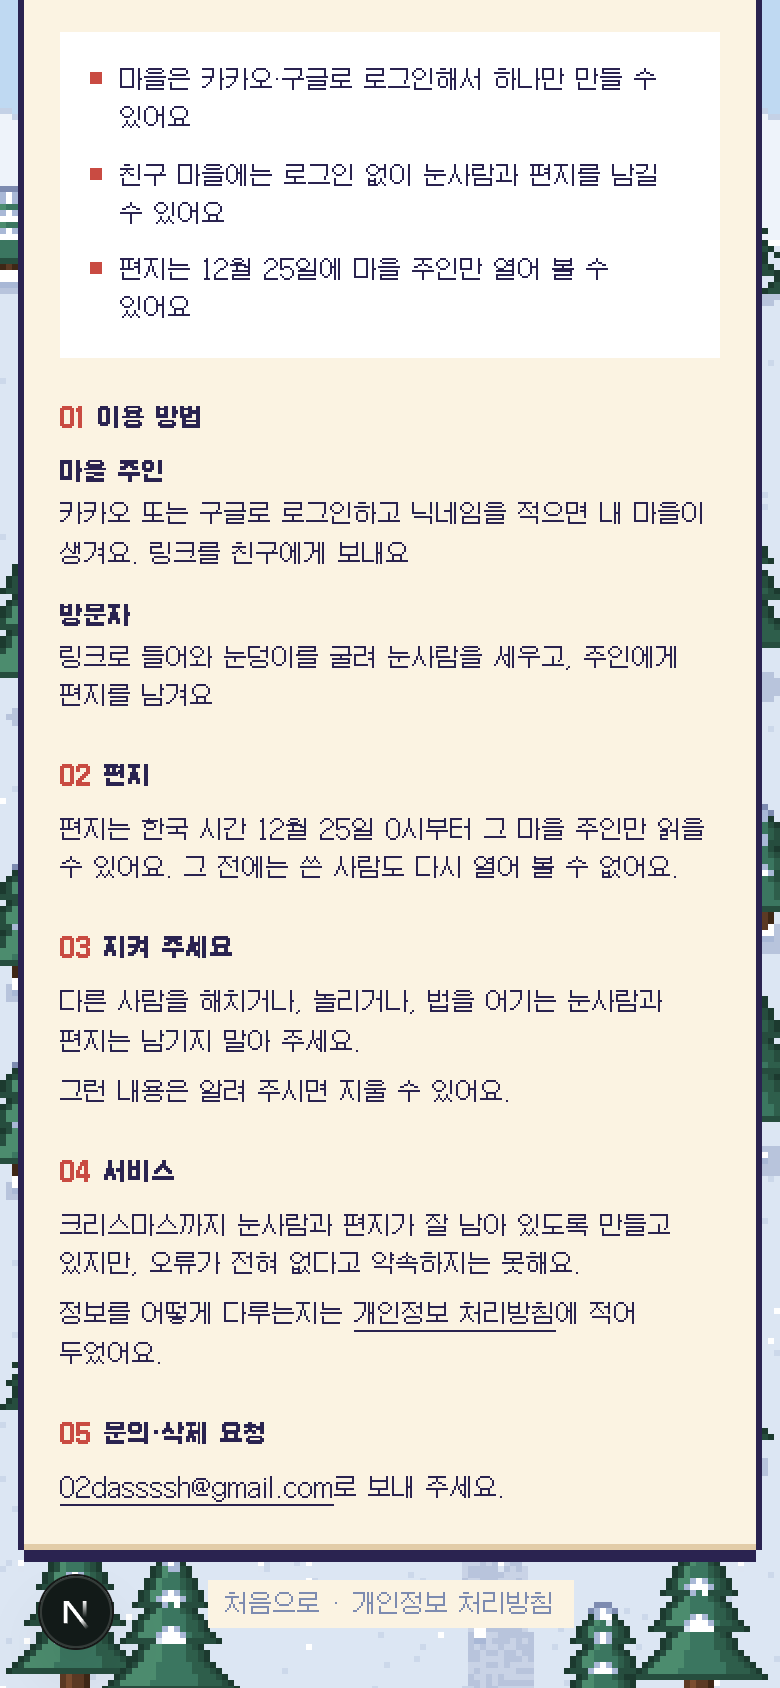 마을은 카카오·구글로 로그인해서 하나만 만들 수
있어요
친구 마을에는 로그인 없이 눈사람과 편지를 남길
수 있어요
편지는 12월 25일에 마을 주인만 열어 볼 수
있어요
01 이용 방법
마을 주인
카카오 또는 구글로 로그인하고 닉네임을 적으면 내 마을이
생겨요. 링크를 친구에게 보내요
방문자
링크로 들어와 눈덩이를 굴려 눈사람을 세우고, 주인에게
편지를 남겨요
02 편지
편지는 한국 시간 12월 25일 0시부터 그 마을 주인만 읽을
수 있어요. 그 전에는 쓴 사람도 다시 열어 볼 수 없어요.
03 지켜 주세요
다른 사람을 해치거나, 놀리거나, 법을 어기는 눈사람과
편지는 남기지 말아 주세요.
그런 내용은 알려 주시면 지울 수 있어요.
04 서비스
크리스마스까지 눈사람과 편지가 잘 남아 있도록 만들고
있지만, 오류가 전혀 없다고 약속하지는 못해요.
정보를 어떻게 다루는지는 개인정보 처리방침에 적어
두었어요.
05 문의·삭제 요청
02dassssh@gmail.com로 보내 주세요.
N
처음으로 · 개인정보 처리방침